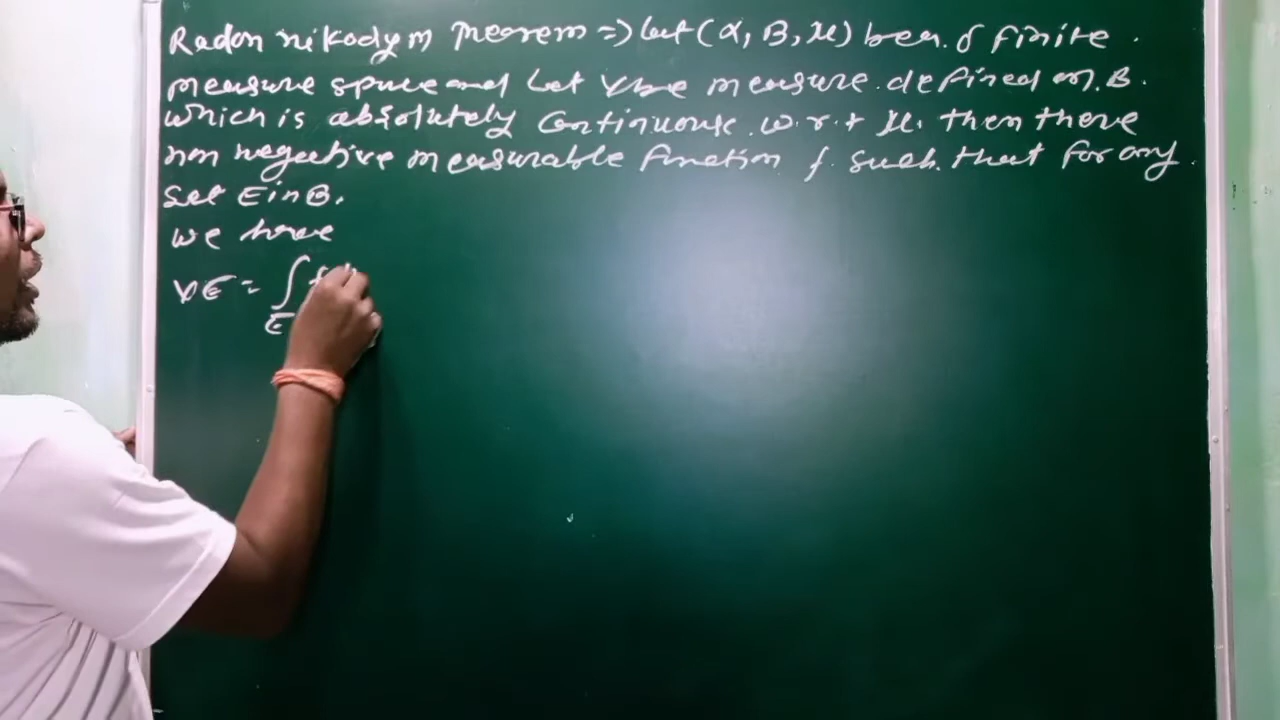 Radon nikodym Theorem => Let (X, B, μ) be a σ finite
measure space and Let ν be measure defined on B.
which is absolutely continuous w.r.t μ. then there
non negative measurable function f such that for any
set E in B.
we have
νE = ∫E f